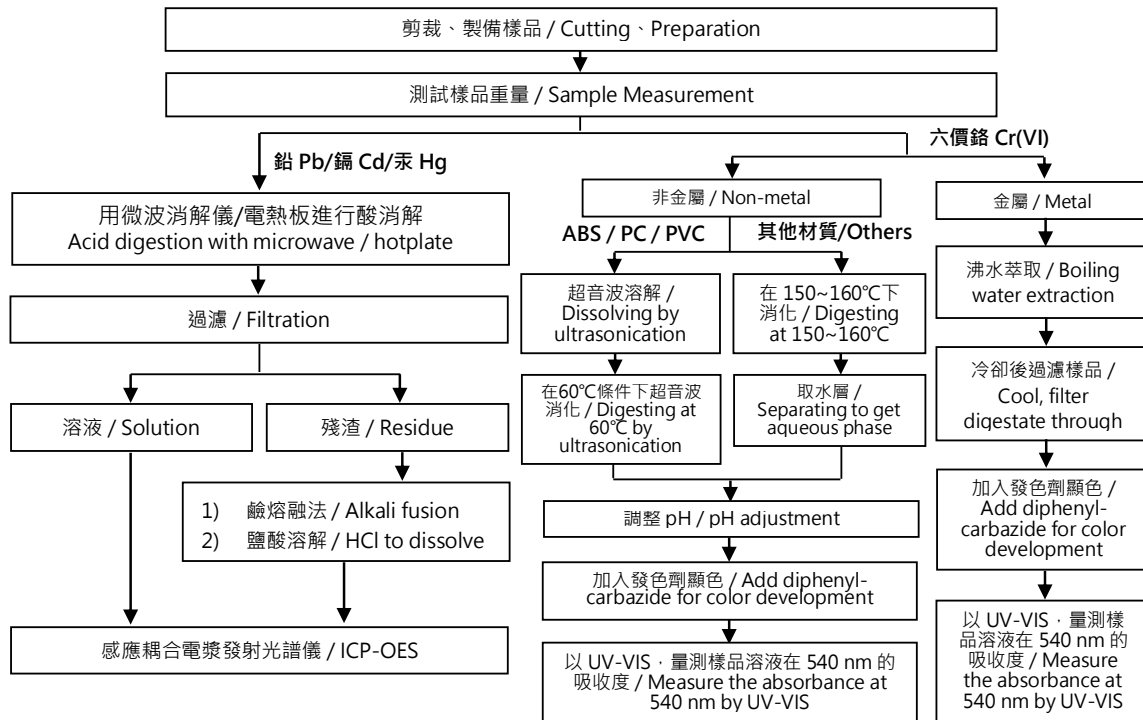 剪裁、製備樣品 / Cutting、Preparation
測試樣品重量 / Sample Measurement
鉛 Pb/鎘 Cd/汞 Hg
用微波消解儀/電熱板進行酸消解
Acid digestion with microwave / hotplate
過濾 / Filtration
溶液 / Solution
殘渣 / Residue
1) 鹼熔融法 / Alkali fusion
2) 鹽酸溶解 / HCl to dissolve
感應耦合電漿發射光譜儀 / ICP-OES
六價鉻 Cr(VI)
非金屬 / Non-metal
ABS / PC / PVC
其他材質/Others
超音波溶解 /
Dissolving by
ultrasonication
在60℃條件下超音波
消化 / Digesting at
60℃ by
ultrasonication
在 150~160℃下
消化 / Digesting
at 150~160℃
取水層 /
Separating to get
aqueous phase
調整 pH / pH adjustment
加入發色劑顯色 / Add diphenyl-
carbazide for color development
以 UV-VIS，量測樣品溶液在 540 nm 的
吸收度 / Measure the absorbance at
540 nm by UV-VIS
金屬 / Metal
沸水萃取 / Boiling
water extraction
冷卻後過濾樣品 /
Cool, filter
digestate through
加入發色劑顯色 /
Add diphenyl-
carbazide for color
development
以 UV-VIS，量測樣
品溶液在 540 nm 的
吸收度 / Measure
the absorbance at
540 nm by UV-VIS